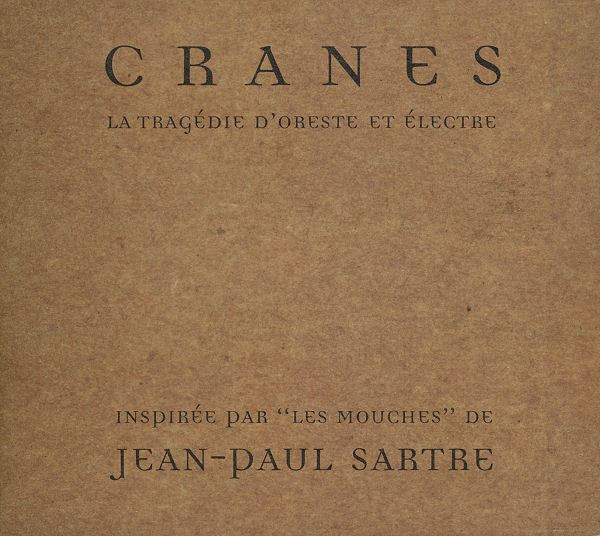 CRANES
LA TRAGÉDIE D'ORESTE ET ÉLECTRE
INSPIRÉE PAR “LES MOUCHES” DE
JEAN-PAUL SARTRE